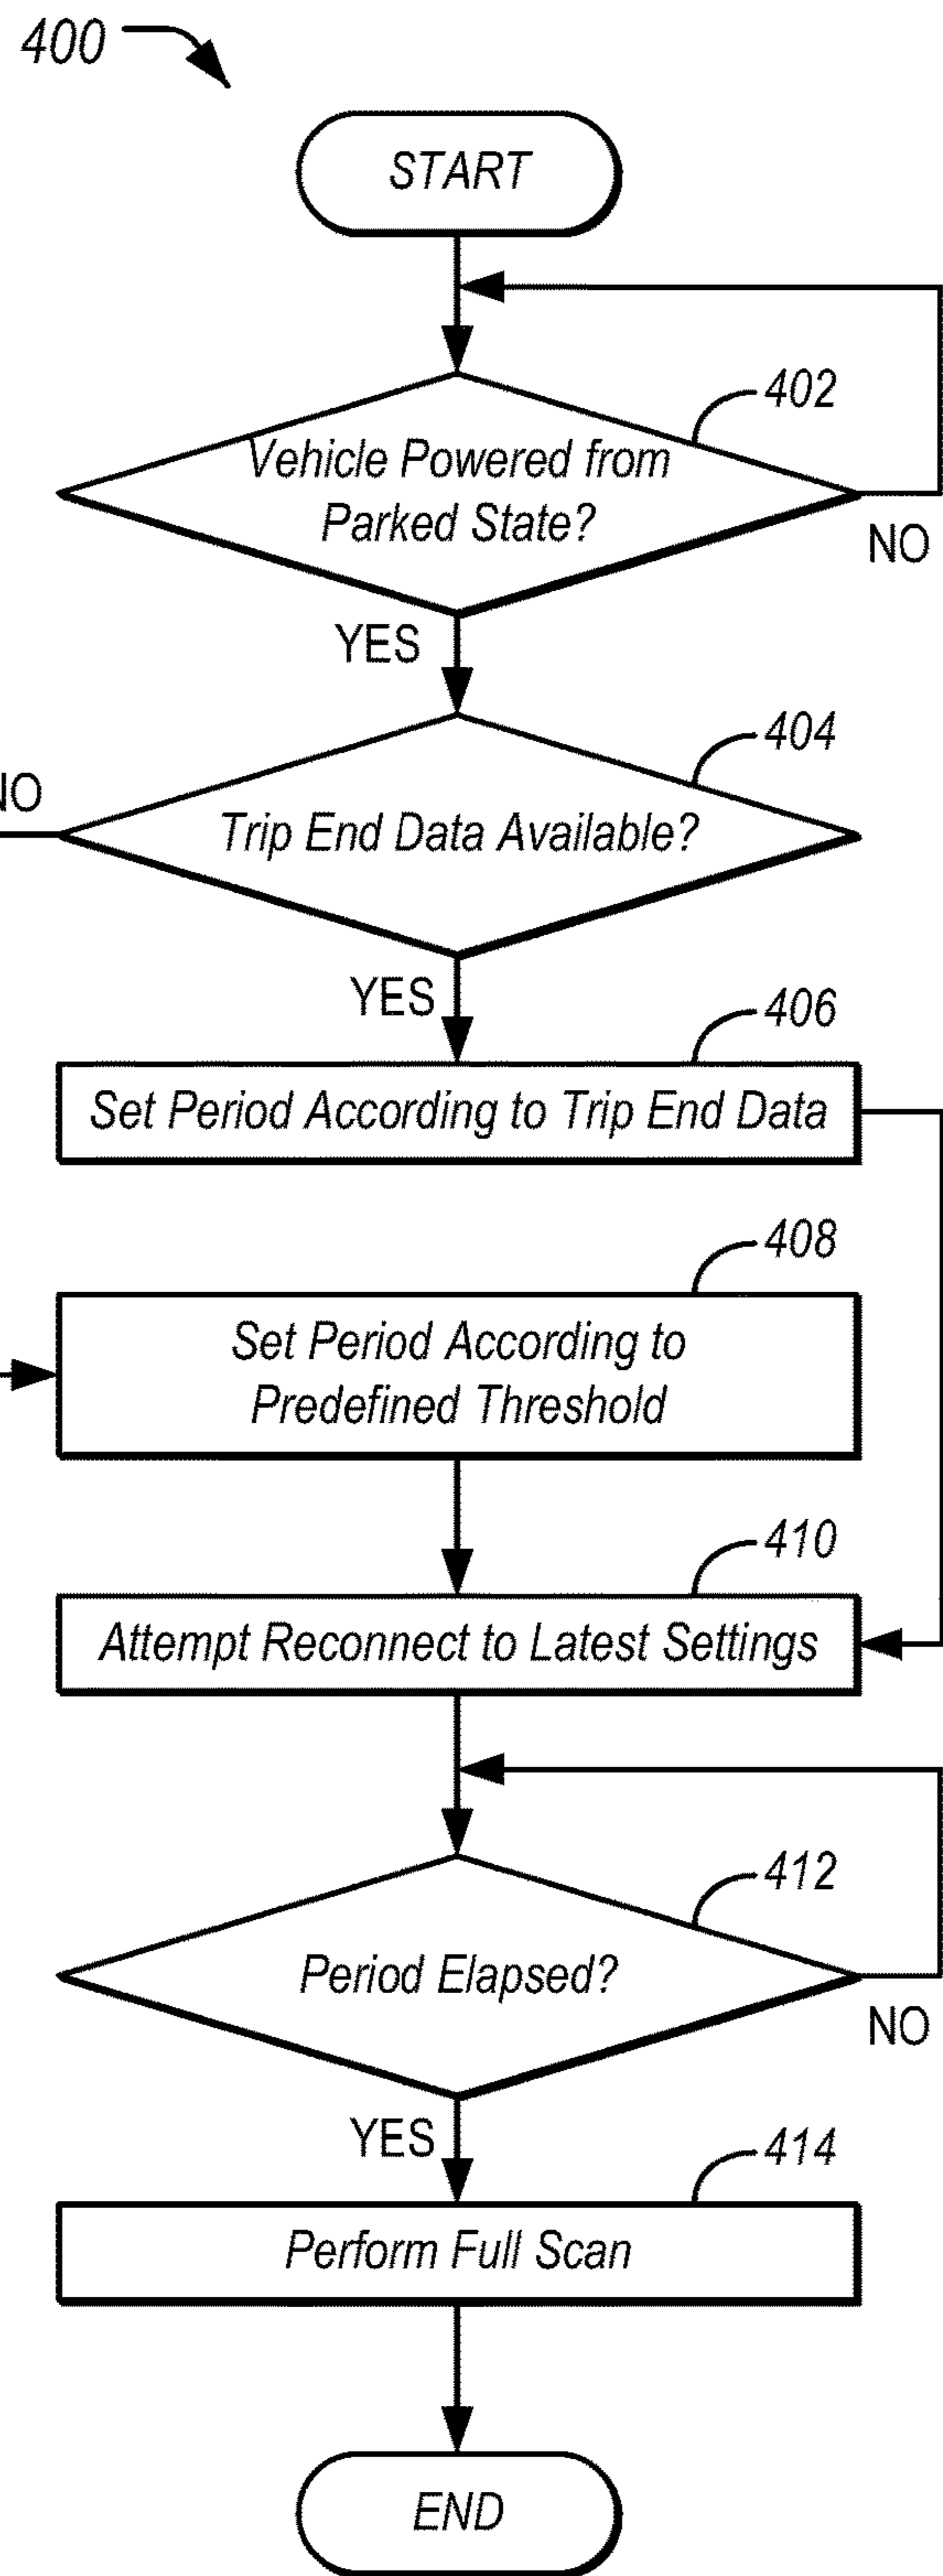 400
START
402
Vehicle Powered from
Parked State?
NO
YES
404
NO
Trip End Data Available?
YES
406
Set Period According to Trip End Data
408
Set Period According to
Predefined Threshold
410
Attempt Reconnect to Latest Settings
412
Period Elapsed?
NO
YES
414
Perform Full Scan
END